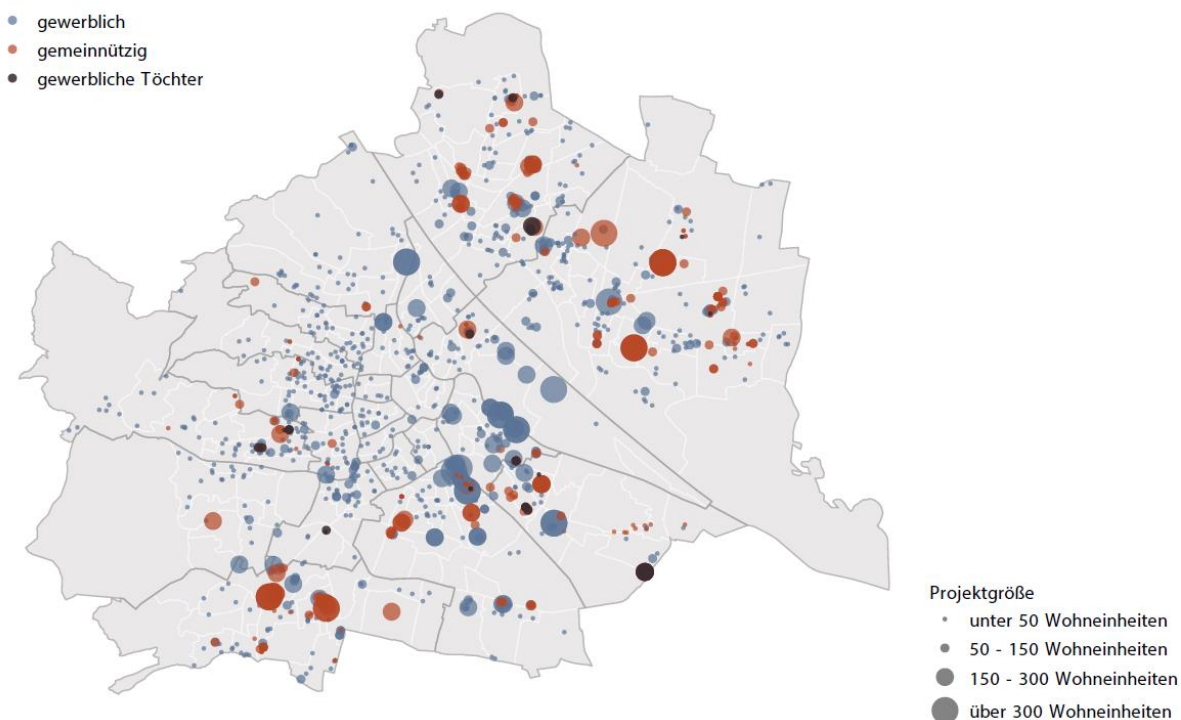 gewerblich
gemeinnützig
gewerbliche Töchter
Projektgröße
unter 50 Wohneinheiten
50 - 150 Wohneinheiten
150 - 300 Wohneinheiten
über 300 Wohneinheiten